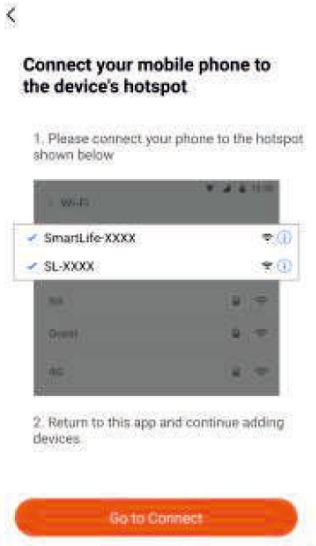 Connect your mobile phone to
the device's hotspot
1. Please connect your phone to the hotspot
shown below
Wi-Fi
SmartLife-XXXX
SL-XXXX
Guest
4G
2. Return to this app and continue adding
devices
Go to Connect